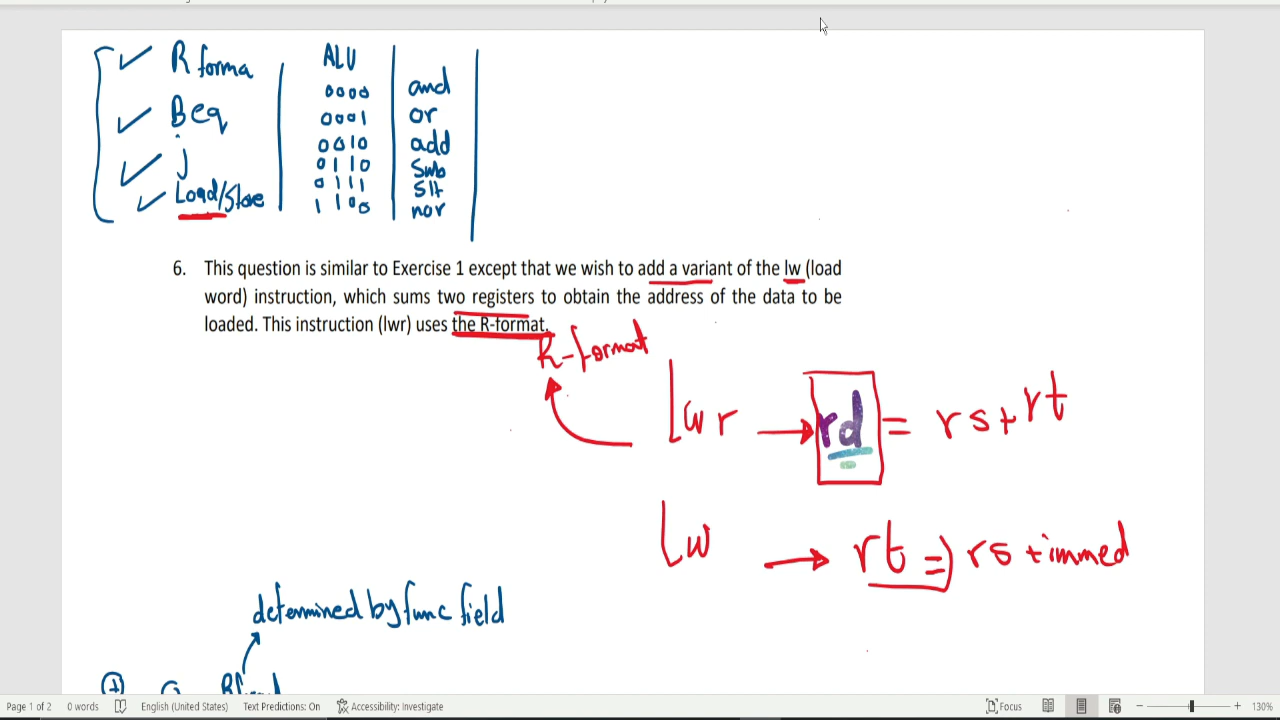 R forma ALU
0000 and
Beq 0001 or
0010 add
j 0110 sub
0111 slt
Load/Store 1100 nor
6. This question is similar to Exercise 1 except that we wish to add a variant of the lw (load
word) instruction, which sums two registers to obtain the address of the data to be
loaded. This instruction (lwr) uses the R-format.
R-format
lwr → rd = rs+rt
lw → rt => rs + immed
determined by func field
Page 1 of 2 0 words English (United States) Text Predictions: On Accessibility: Investigate Focus 130%